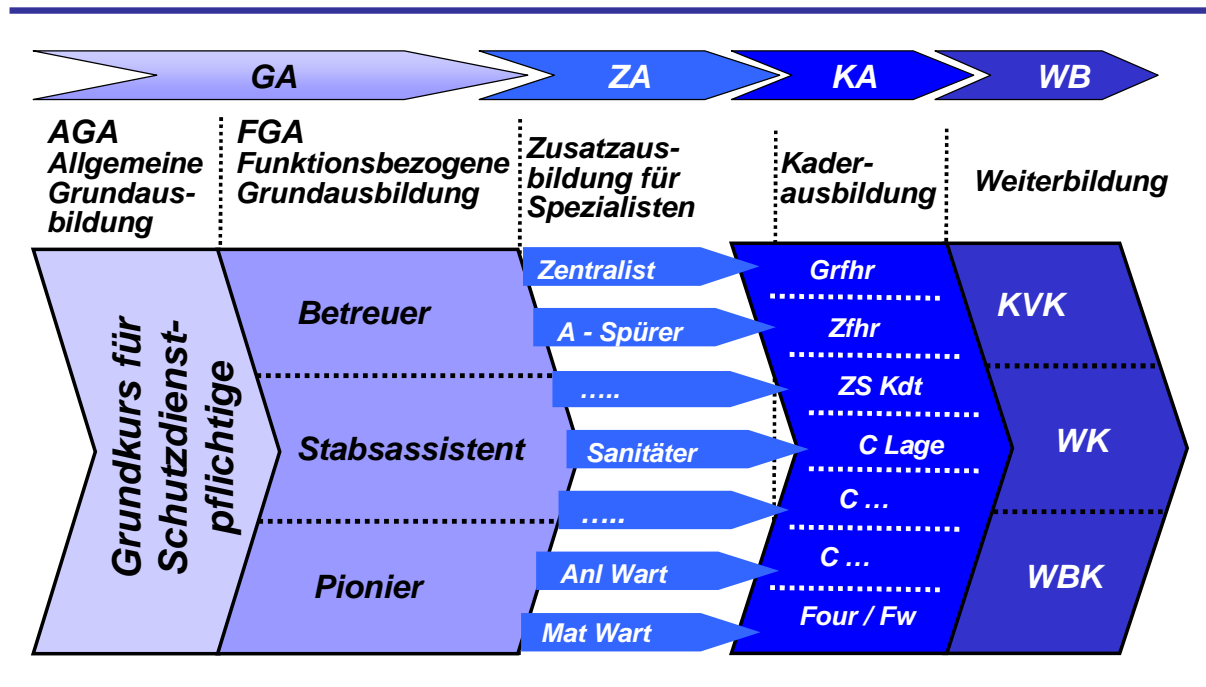 GA
ZA
KA
WB
AGA
Allgemeine
Grundaus-
bildung
FGA
Funktionsbezogene
Grundausbildung
Zusatzaus-
bildung für
Spezialisten
Kader-
ausbildung
Weiterbildung
Grundkurs für
Schutzdienst-
pflichtige
Betreuer
Stabsassistent
Pionier
Zentralist
A - Spürer
…..
Sanitäter
…..
Anl Wart
Mat Wart
Grfhr
Zfhr
ZS Kdt
C Lage
C …
C …
Four / Fw
KVK
WK
WBK